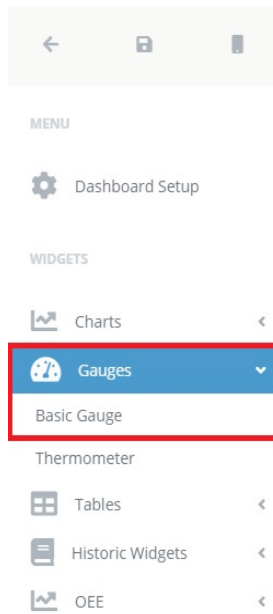 MENU
Dashboard Setup
WIDGETS
Charts
Gauges
Basic Gauge
Thermometer
Tables
Historic Widgets
OEE